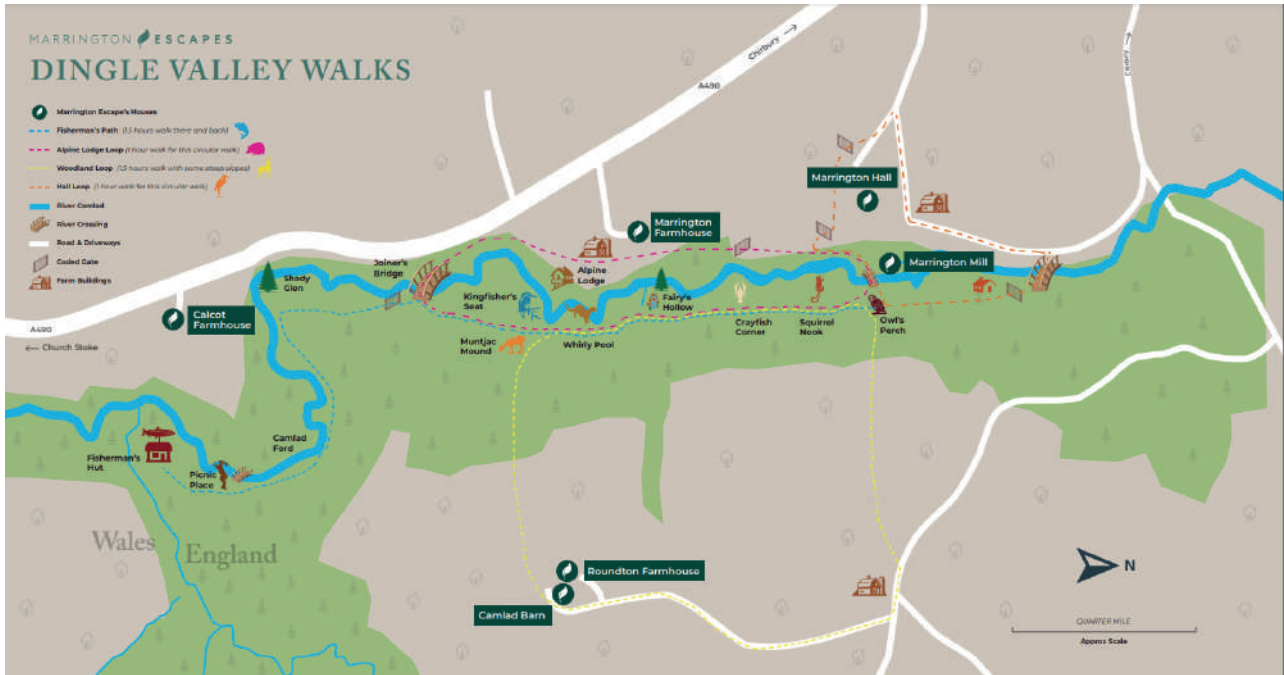 MARRINGTON ESCAPES
DINGLE VALLEY WALKS
Marrington Escape's Houses
Fisherman's Path (1.5 hours walk there and back)
Alpine Lodge Loop (1 hour walk for this circular walk)
Woodland Loop (1.5 hours walk with some steep slopes)
Hall Loop (1 hour walk for this circular walk)
River Camlad
River Crossing
Road & Driveways
Coded Gate
Farm Buildings
Chirbury
A490
Chirbury
Marrington Hall
Marrington
Farmhouse
Marrington Mill
Joiner's
Bridge
Shady
Glen
Alpine
Lodge
Kingfisher's
Seat
Fairy's
Hollow
Calcot
Farmhouse
A490
Church Stoke
Muntjac
Mound
Whirly Pool
Crayfish
Corner
Squirrel
Nook
Owl's
Perch
Camlad
Ford
Fisherman's
Hut
Picnic
Place
Wales
England
Roundton Farmhouse
Camlad Barn
N
QUARTER MILE
Approx Scale